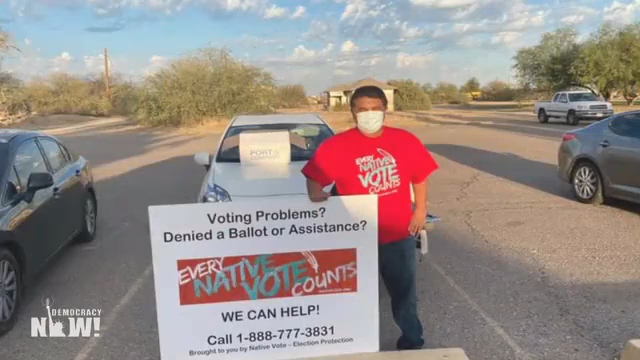 Voting Problems?
Denied a Ballot or Assistance?
EVERY
NATIVE VOTE
COUNTS
WE CAN HELP!
Call 1-888-777-3831
Brought to you by Native Vote – Election Protection
EVERY
NATIVE
VOTE
COUNTS
DEMOCRACY
NOW!